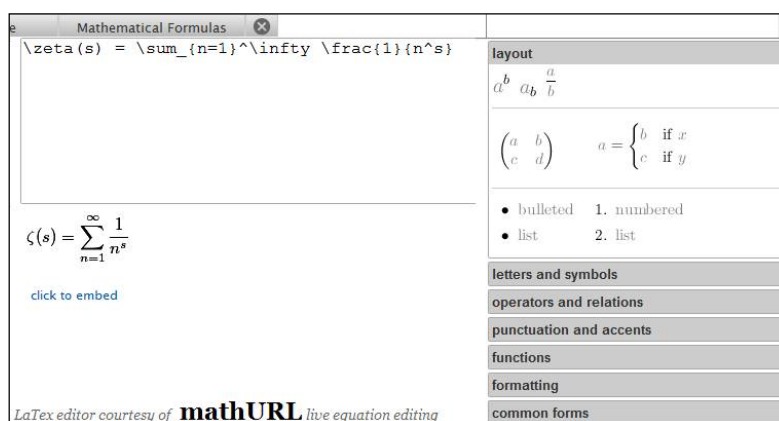 e Mathematical Formulas
\zeta(s) = \sum_{n=1}^\infty \frac{1}{n^s}
ζ(s) = ∑_{n=1}^{∞} 1/n^s
click to embed
LaTex editor courtesy of mathURL live equation editing
layout
a^b a_b a/b
(a b
c d)
a = {b if x
c if y
• bulleted 1. numbered
• list 2. list
letters and symbols
operators and relations
punctuation and accents
functions
formatting
common forms